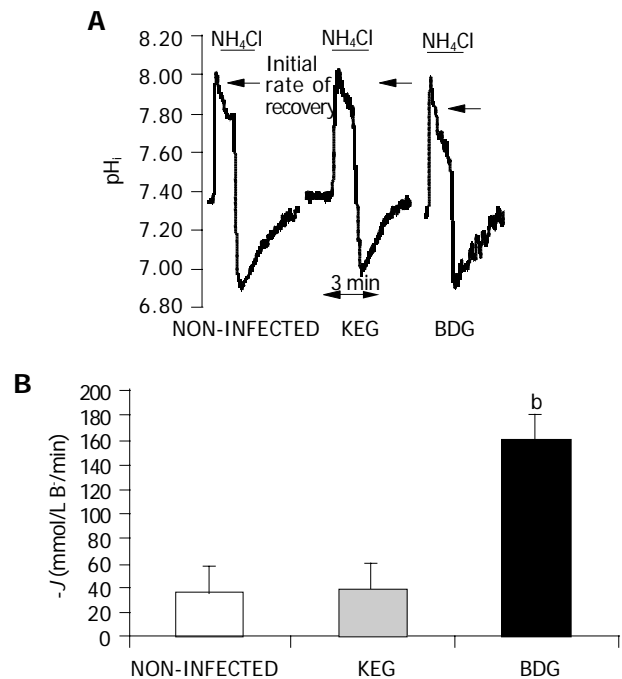 A
8.20
8.00
7.80
7.60
7.40
7.20
7.00
6.80
pHi
NH4Cl
NH4Cl
NH4Cl
Initial
rate of
recovery
3 min
NON-INFECTED
KEG
BDG
B
200
180
160
140
120
100
80
60
40
20
0
-J (mmol/L B-/min)
b
NON-INFECTED
KEG
BDG